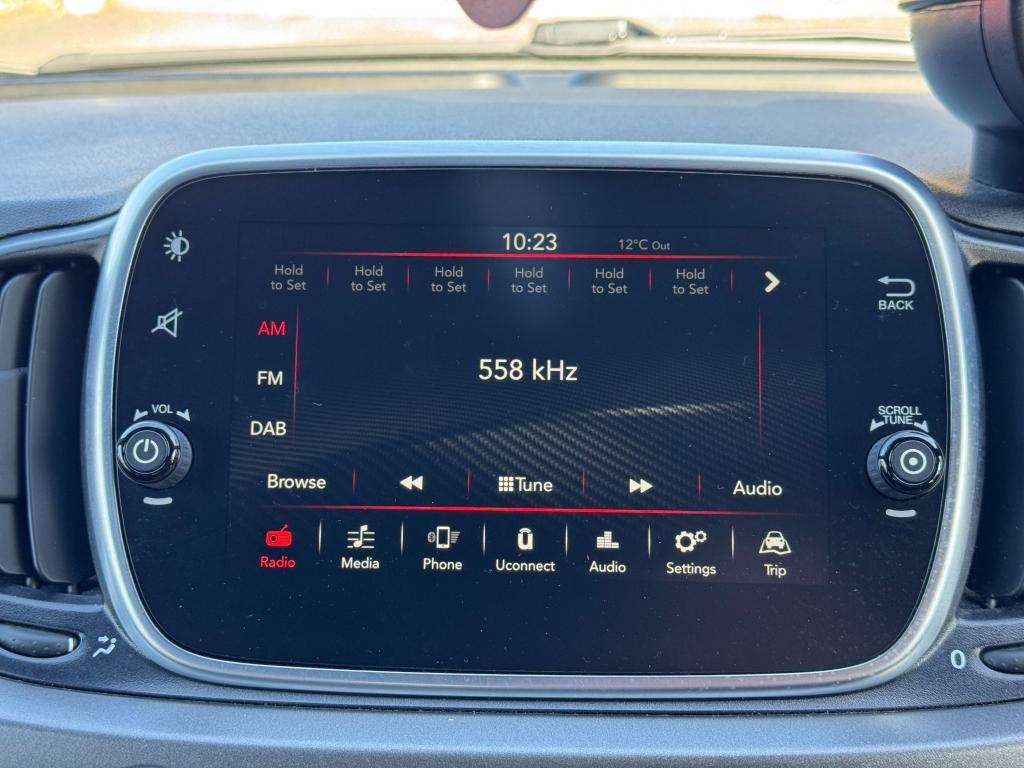 10:23 12°C Out
Hold to Set Hold to Set Hold to Set Hold to Set Hold to Set Hold to Set
BACK
AM
558 kHz
FM
VOL
SCROLL
TUNE
DAB
Browse Tune Audio
Radio Media Phone Uconnect Audio Settings Trip
0